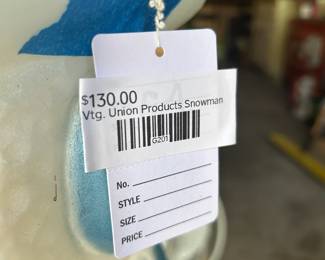 $130.00
Vtg. Union Products Snowman
G201
No.
STYLE
SIZE
PRICE